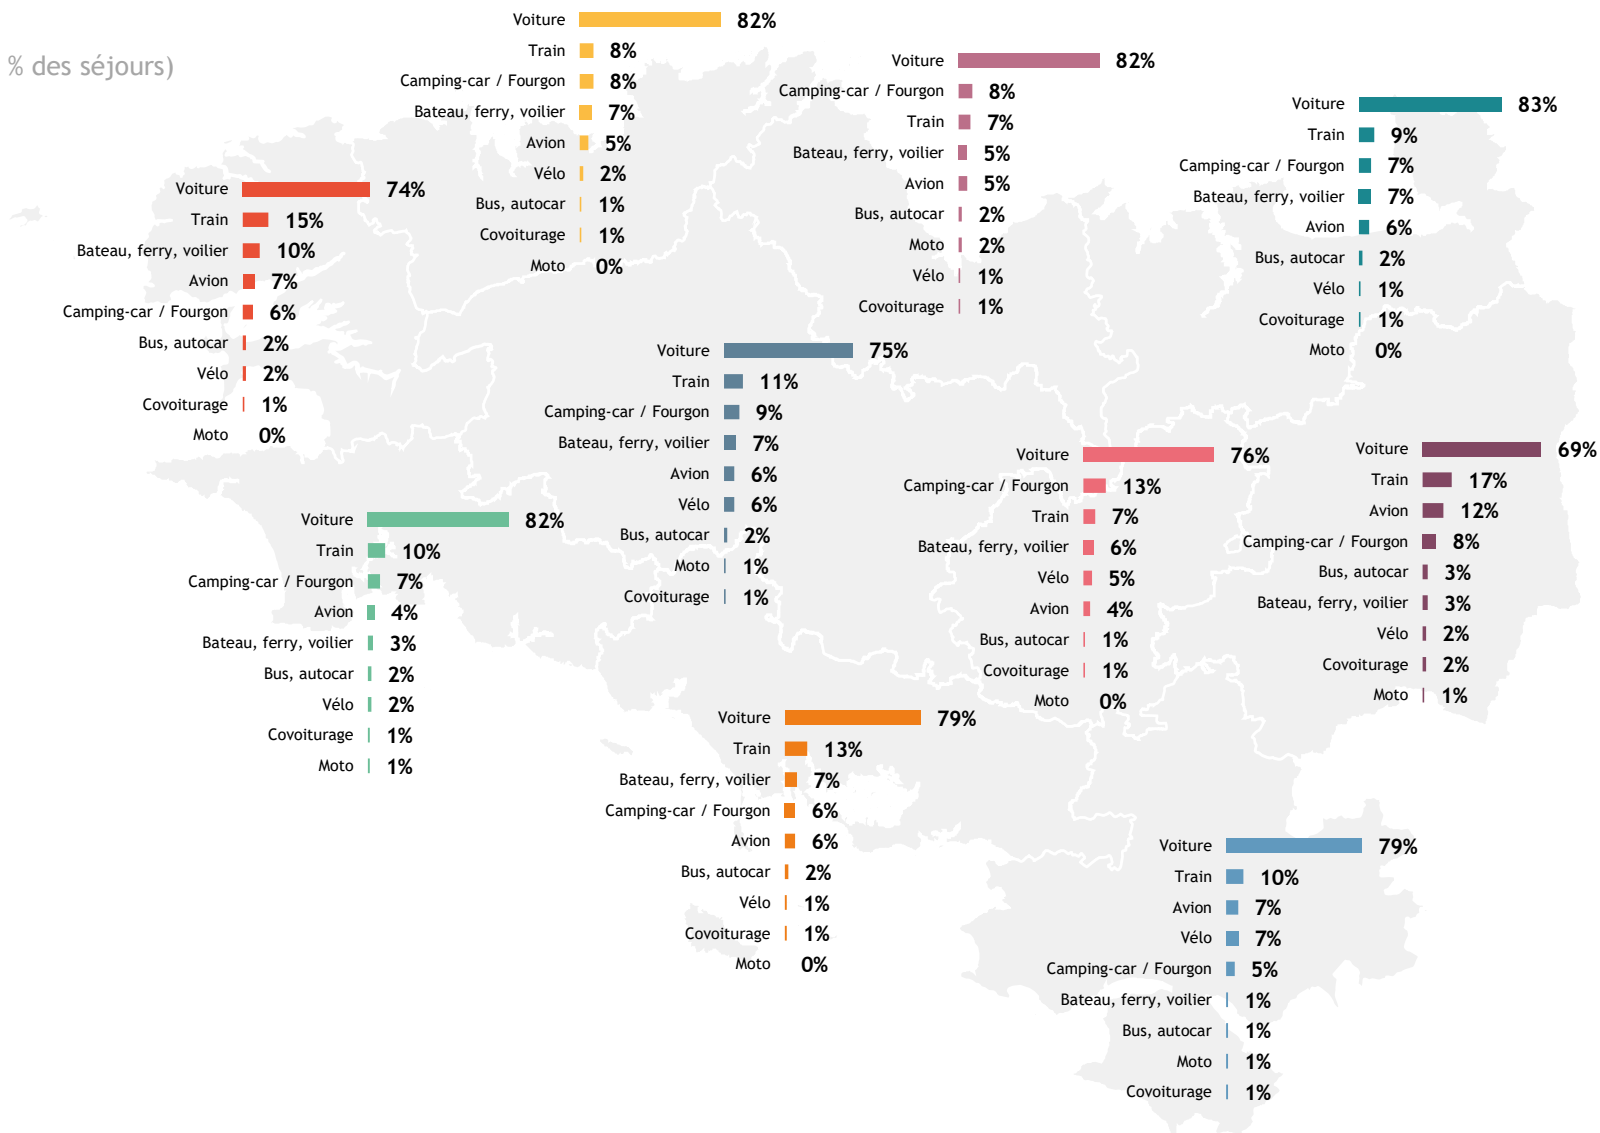 % des séjours)
Voiture 82%
Train 8%
Camping-car / Fourgon 8%
Bateau, ferry, voilier 7%
Avion 5%
Vélo 2%
Bus, autocar 1%
Covoiturage 1%
Moto 0%
Voiture 82%
Camping-car / Fourgon 8%
Train 7%
Bateau, ferry, voilier 5%
Avion 5%
Bus, autocar 2%
Moto 2%
Vélo 1%
Covoiturage 1%
Voiture 83%
Train 9%
Camping-car / Fourgon 7%
Bateau, ferry, voilier 7%
Avion 6%
Bus, autocar 2%
Vélo 1%
Covoiturage 1%
Moto 0%
Voiture 74%
Train 15%
Bateau, ferry, voilier 10%
Avion 7%
Camping-car / Fourgon 6%
Bus, autocar 2%
Vélo 2%
Covoiturage 1%
Moto 0%
Voiture 75%
Train 11%
Camping-car / Fourgon 9%
Bateau, ferry, voilier 7%
Avion 6%
Vélo 6%
Bus, autocar 2%
Moto 1%
Covoiturage 1%
Voiture 76%
Camping-car / Fourgon 13%
Train 7%
Bateau, ferry, voilier 6%
Vélo 5%
Avion 4%
Bus, autocar 1%
Covoiturage 1%
Moto 0%
Voiture 69%
Train 17%
Avion 12%
Camping-car / Fourgon 8%
Bus, autocar 3%
Bateau, ferry, voilier 3%
Vélo 2%
Covoiturage 2%
Moto 1%
Voiture 82%
Train 10%
Camping-car / Fourgon 7%
Avion 4%
Bateau, ferry, voilier 3%
Bus, autocar 2%
Vélo 2%
Covoiturage 1%
Moto 1%
Voiture 79%
Train 13%
Bateau, ferry, voilier 7%
Camping-car / Fourgon 6%
Avion 6%
Bus, autocar 2%
Vélo 1%
Covoiturage 1%
Moto 0%
Voiture 79%
Train 10%
Avion 7%
Vélo 7%
Camping-car / Fourgon 5%
Bateau, ferry, voilier 1%
Bus, autocar 1%
Moto 1%
Covoiturage 1%